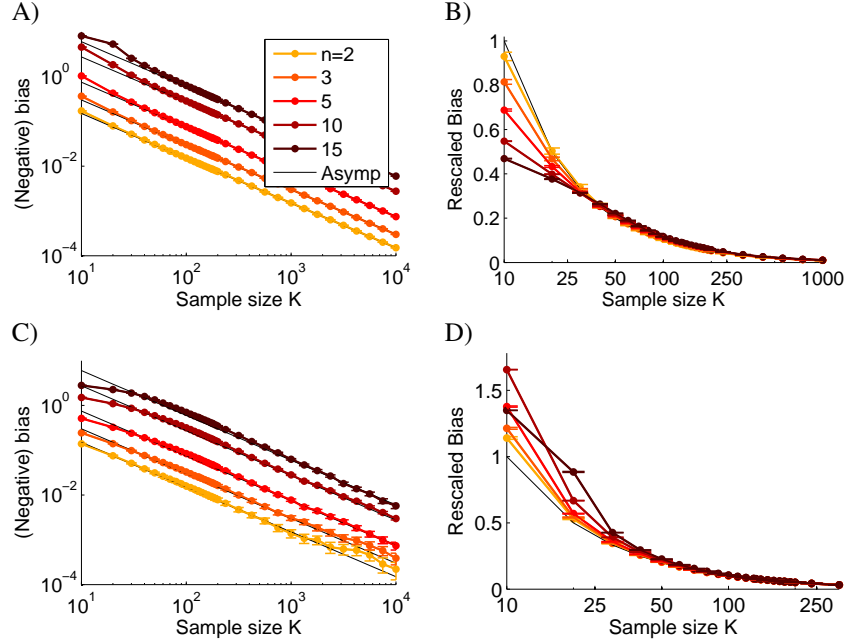 A)
(Negative) bias
10^0
10^-2
10^-4
10^1 10^2 10^3 10^4
Sample size K
n=2
3
5
10
15
Asymp
B)
Rescaled Bias
1
0.8
0.6
0.4
0.2
0
10 25 50 100 250 1000
Sample size K
C)
(Negative) bias
10^0
10^-2
10^-4
10^1 10^2 10^3 10^4
Sample size K
D)
Rescaled Bias
1.5
1
0.5
0
10 25 50 100 250
Sample size K